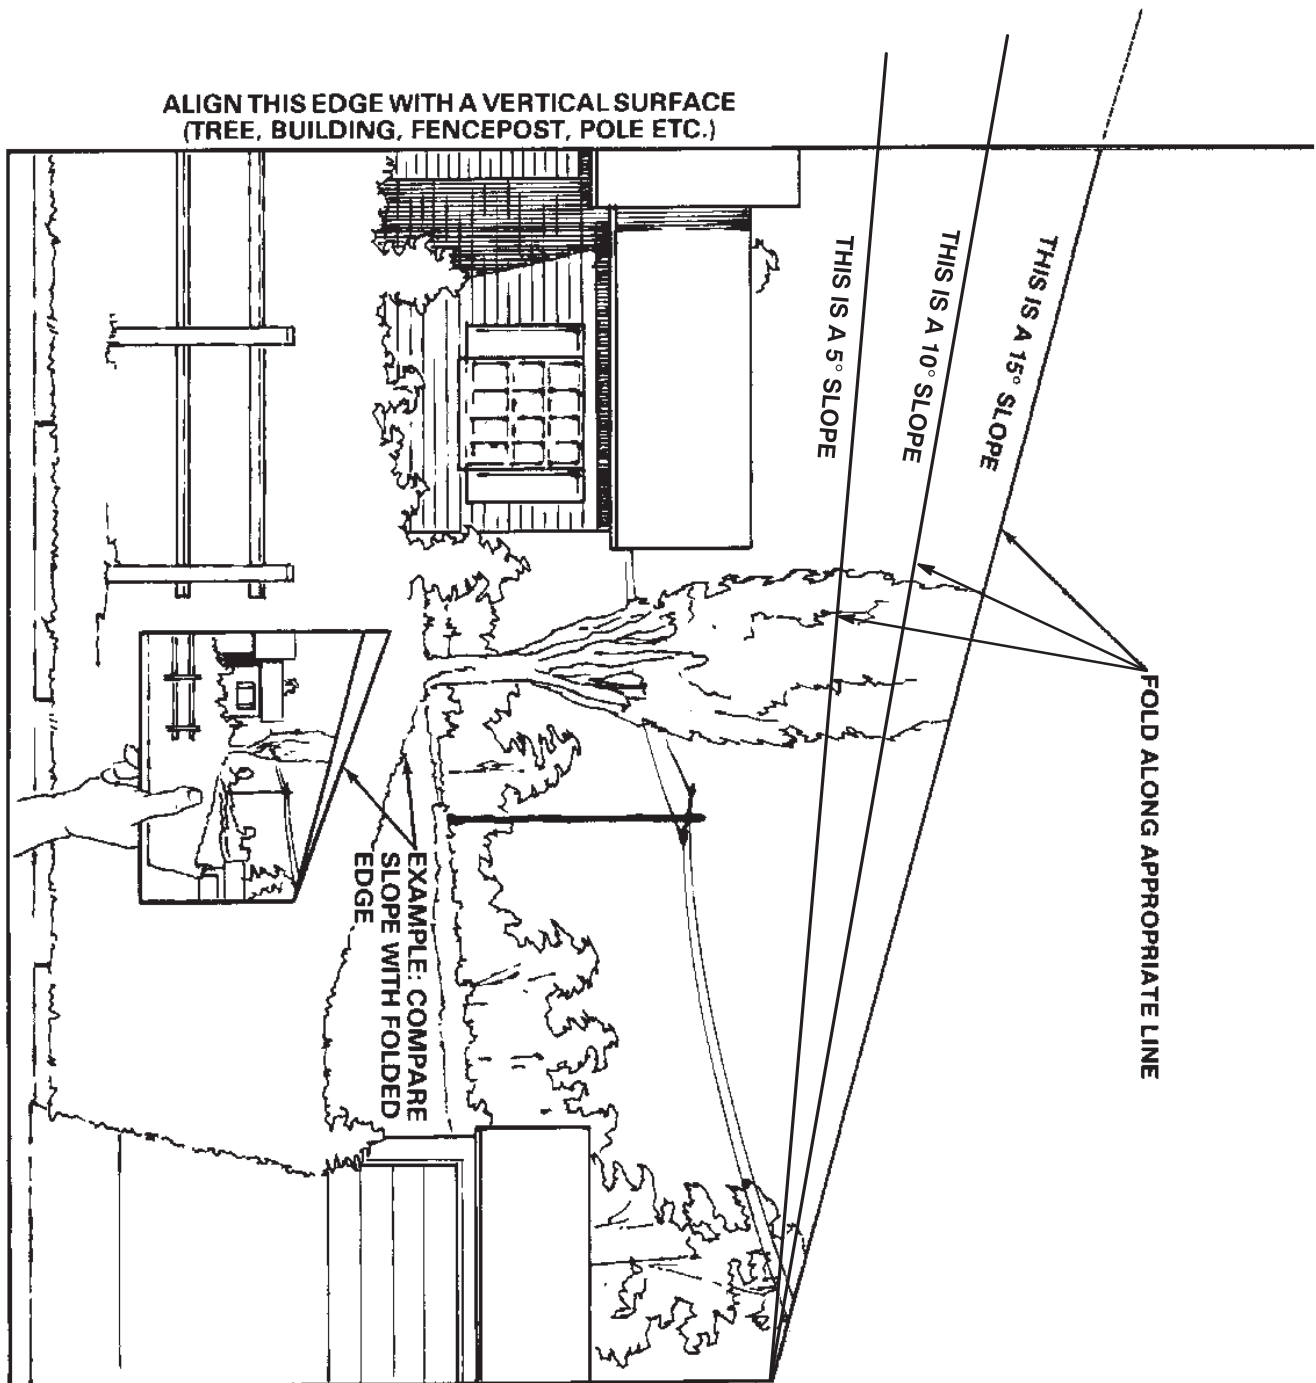 ALIGN THIS EDGE WITH A VERTICAL SURFACE
(TREE, BUILDING, FENCEPOST, POLE ETC.)
THIS IS A 5° SLOPE
THIS IS A 10° SLOPE
THIS IS A 15° SLOPE
FOLD ALONG APPROPRIATE LINE
EXAMPLE: COMPARE
SLOPE WITH FOLDED
EDGE